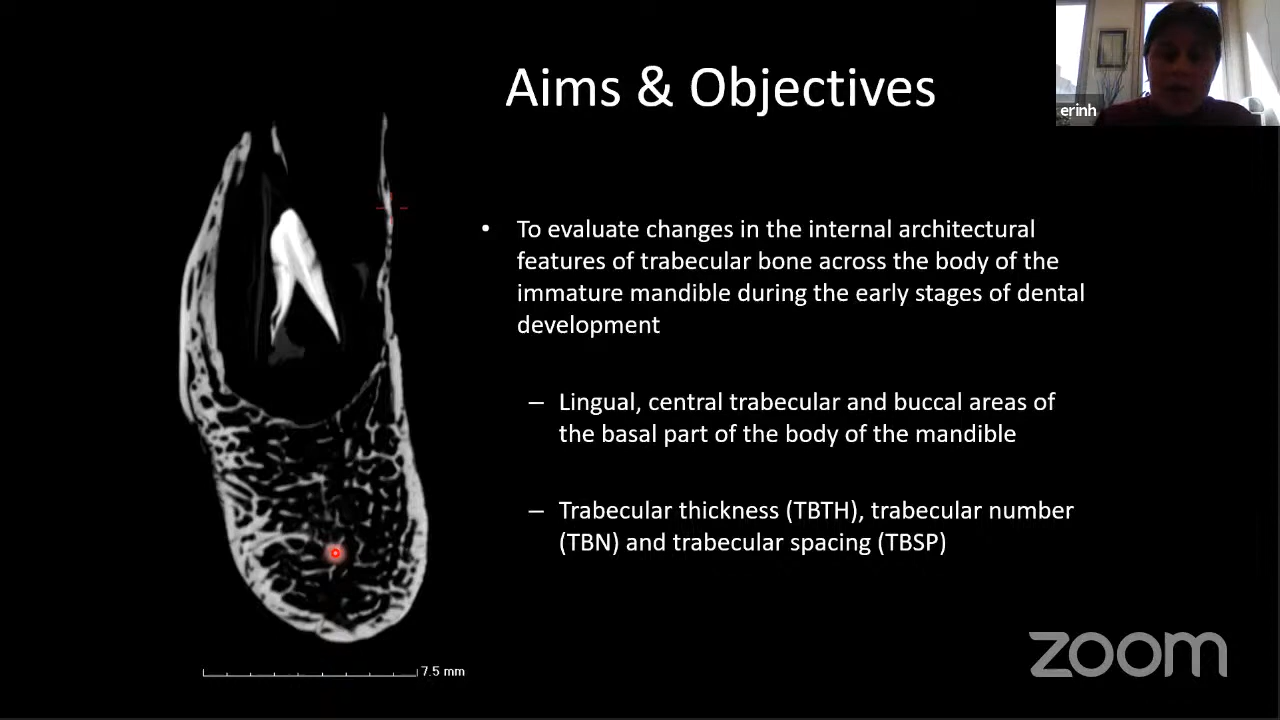 Aims & Objectives
erinh
• To evaluate changes in the internal architectural
features of trabecular bone across the body of the
immature mandible during the early stages of dental
development
– Lingual, central trabecular and buccal areas of
the basal part of the body of the mandible
– Trabecular thickness (TBTH), trabecular number
(TBN) and trabecular spacing (TBSP)
7.5 mm
zoom